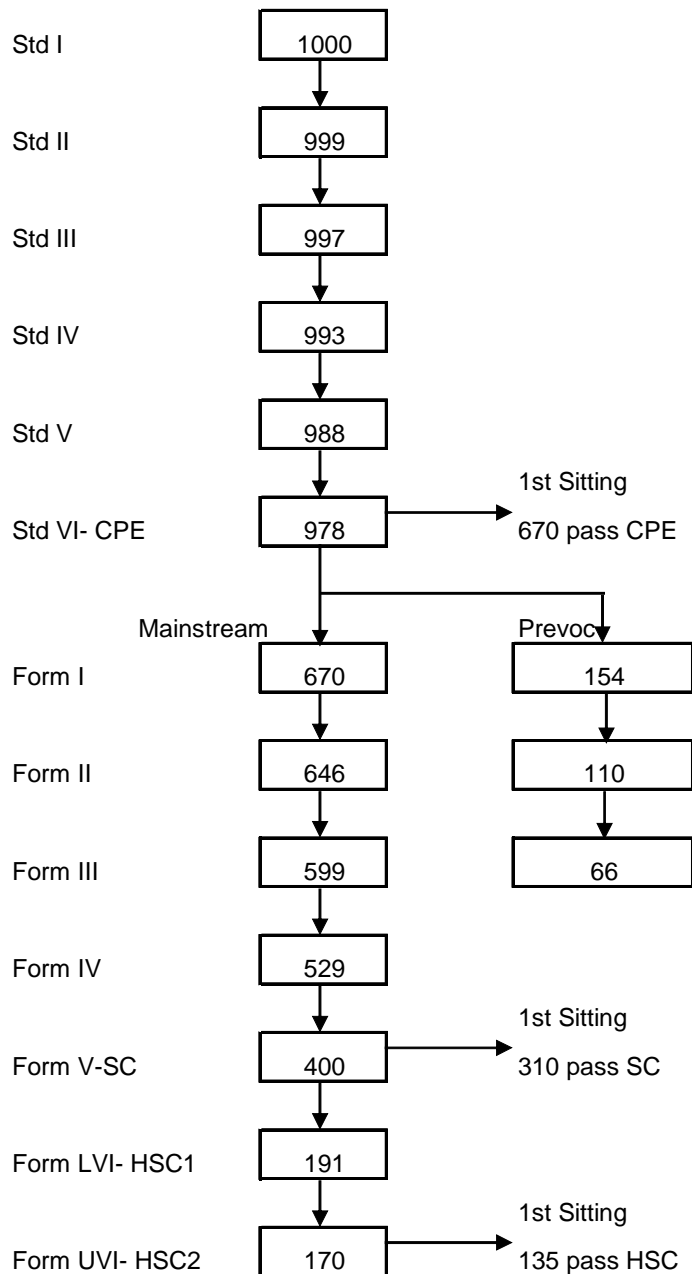 Std I 1000
Std II 999
Std III 997
Std IV 993
Std V 988
1st Sitting
Std VI- CPE 978 670 pass CPE
Mainstream Prevoc
Form I 670 154
Form II 646 110
Form III 599 66
Form IV 529
1st Sitting
Form V-SC 400 310 pass SC
Form LVI- HSC1 191
1st Sitting
Form UVI- HSC2 170 135 pass HSC